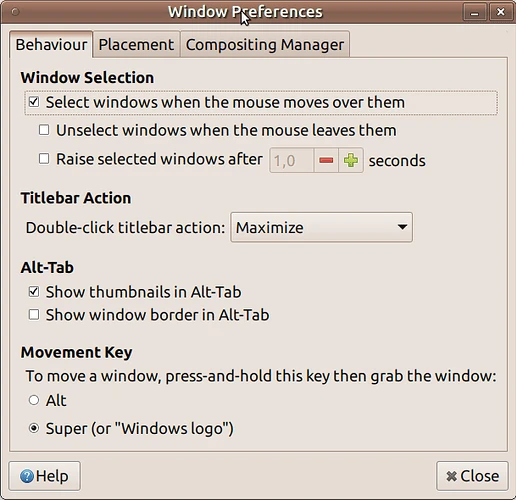 Window Preferences
Behaviour Placement Compositing Manager
Window Selection
Select windows when the mouse moves over them
Unselect windows when the mouse leaves them
Raise selected windows after 1,0 seconds
Titlebar Action
Double-click titlebar action: Maximize
Alt-Tab
Show thumbnails in Alt-Tab
Show window border in Alt-Tab
Movement Key
To move a window, press-and-hold this key then grab the window:
Alt
Super (or "Windows logo")
Help Close